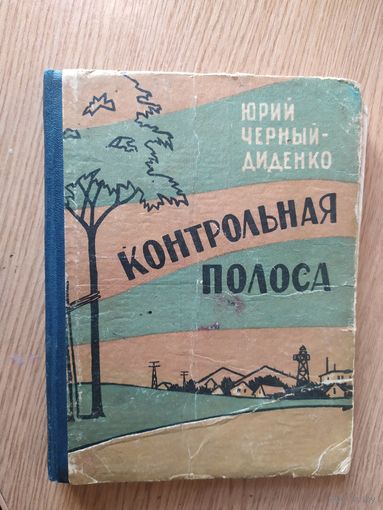 ЮРИЙ
ЧЕРНЫЙ-
ДИДЕНКО
КОНТРОЛЬНАЯ
ПОЛОСА